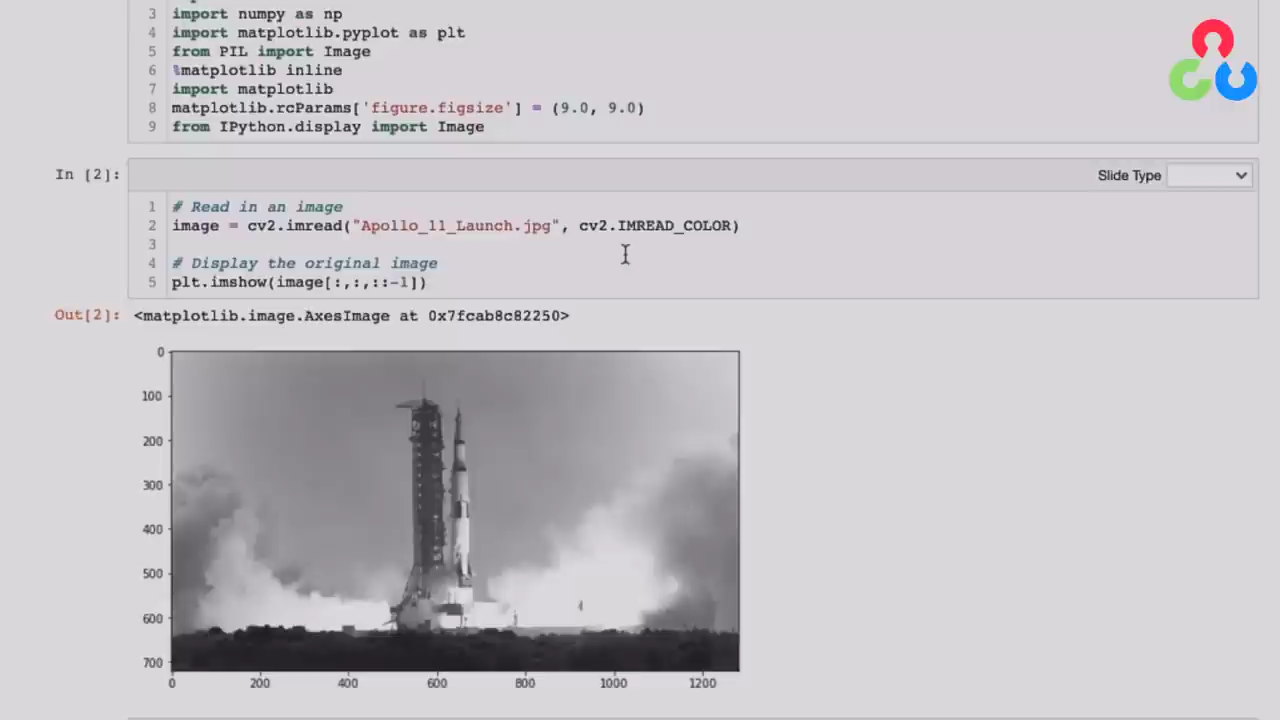 3 import numpy as np
4 import matplotlib.pyplot as plt
5 from PIL import Image
6 %matplotlib inline
7 import matplotlib
8 matplotlib.rcParams['figure.figsize'] = (9.0, 9.0)
9 from IPython.display import Image
In [2]:
Slide Type
1 # Read in an image
2 image = cv2.imread("Apollo_11_Launch.jpg", cv2.IMREAD_COLOR)
3
4 # Display the original image
5 plt.imshow(image[:,:,::-1])
Out[2]: <matplotlib.image.AxesImage at 0x7fcab8c82250>
0
100
200
300
400
500
600
700
0 200 400 600 800 1000 1200